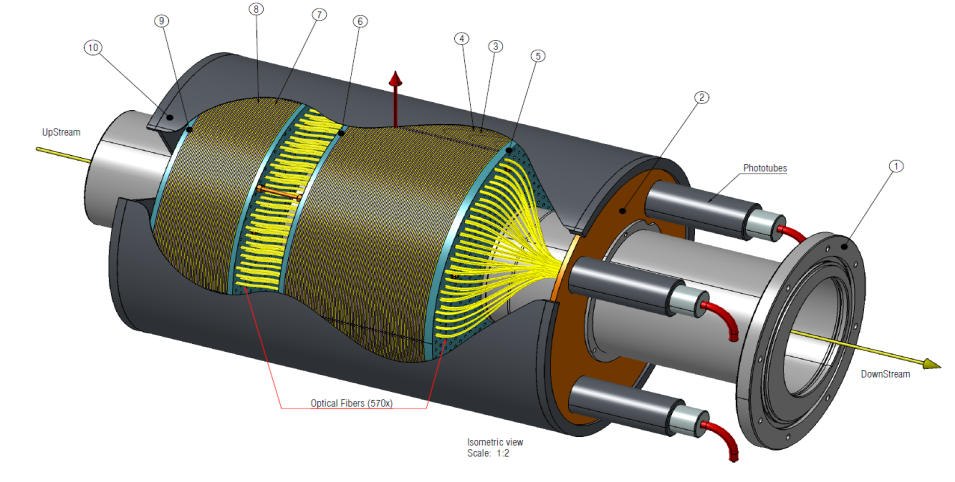 8
7
9
6
10
4
3
5
2
UpStream
Phototubes
1
DownStream
Optical Fibers (570x)
Isometric view
Scale: 1:2